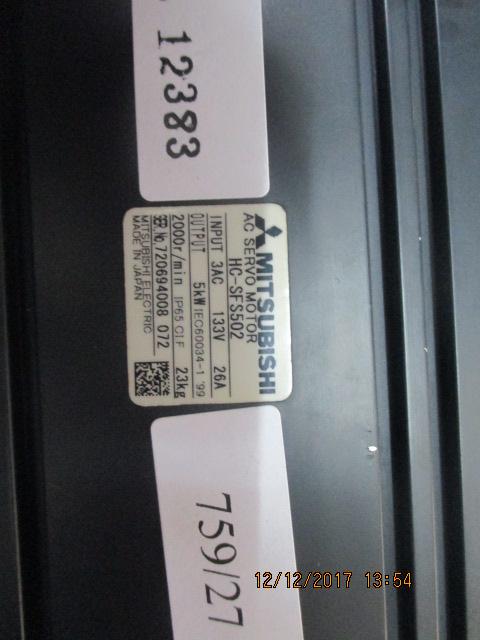 12383
MITSUBISHI
AC SERVO MOTOR
HC-SFS502
INPUT 3AC 133V 26A
OUTPUT 5kW IEC60034-1 '99
2000r/min IP65 Cl.F 23kg
SER.No.720694008 072
MITSUBISHI ELECTRIC
MADE IN JAPAN
759/27
12/12/2017 13:54